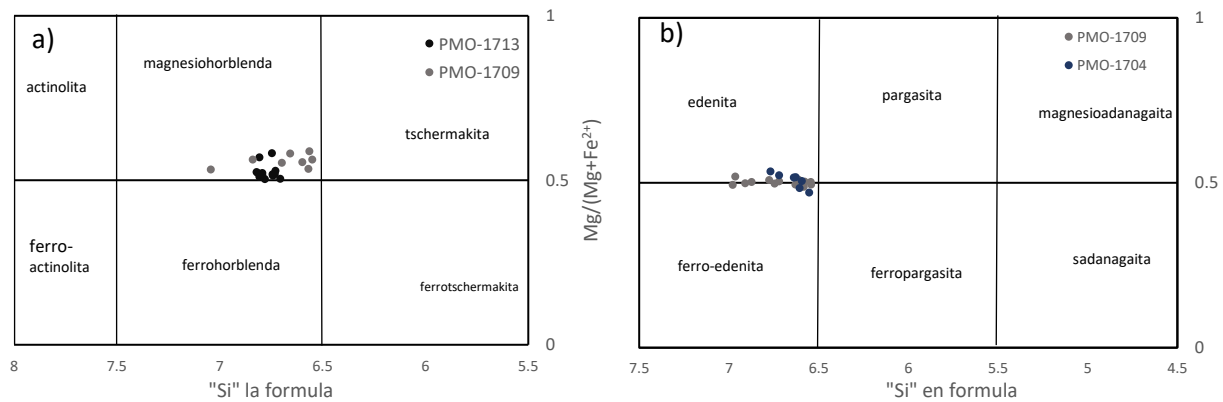 a)
PMO-1713
PMO-1709
magnesiohorblenda
actinolita
tschermakita
ferro-
actinolita
ferrohorblenda
ferrotschermakita
1
0.5
0
8
7.5
7
6.5
6
5.5
"Si" la formula
Mg/(Mg+Fe²⁺)
b)
PMO-1709
PMO-1704
edenita
pargasita
magnesioadanagaita
ferro-edenita
ferropargasita
sadanagaita
1
0.5
0
7.5
7
6.5
6
5.5
5
4.5
"Si" en formula